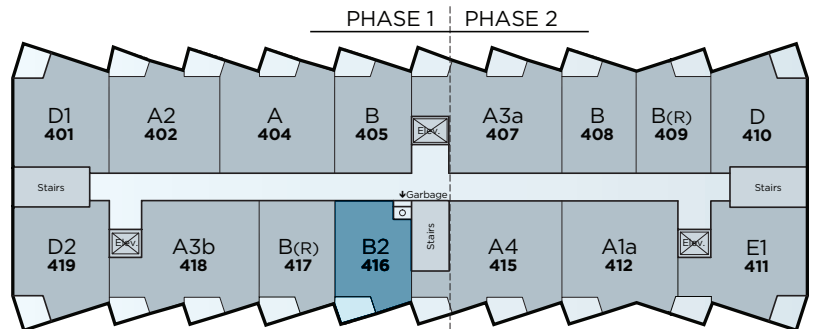 PHASE 1 PHASE 2
D1 A2 A B A3a B B(R) D
401 402 404 405 Elev. 407 408 409 410
Stairs Garbage Stairs
D2 Elev. A3b B(R) B2 Stairs A4 A1a Elev. E1
419 418 417 416 415 412 411